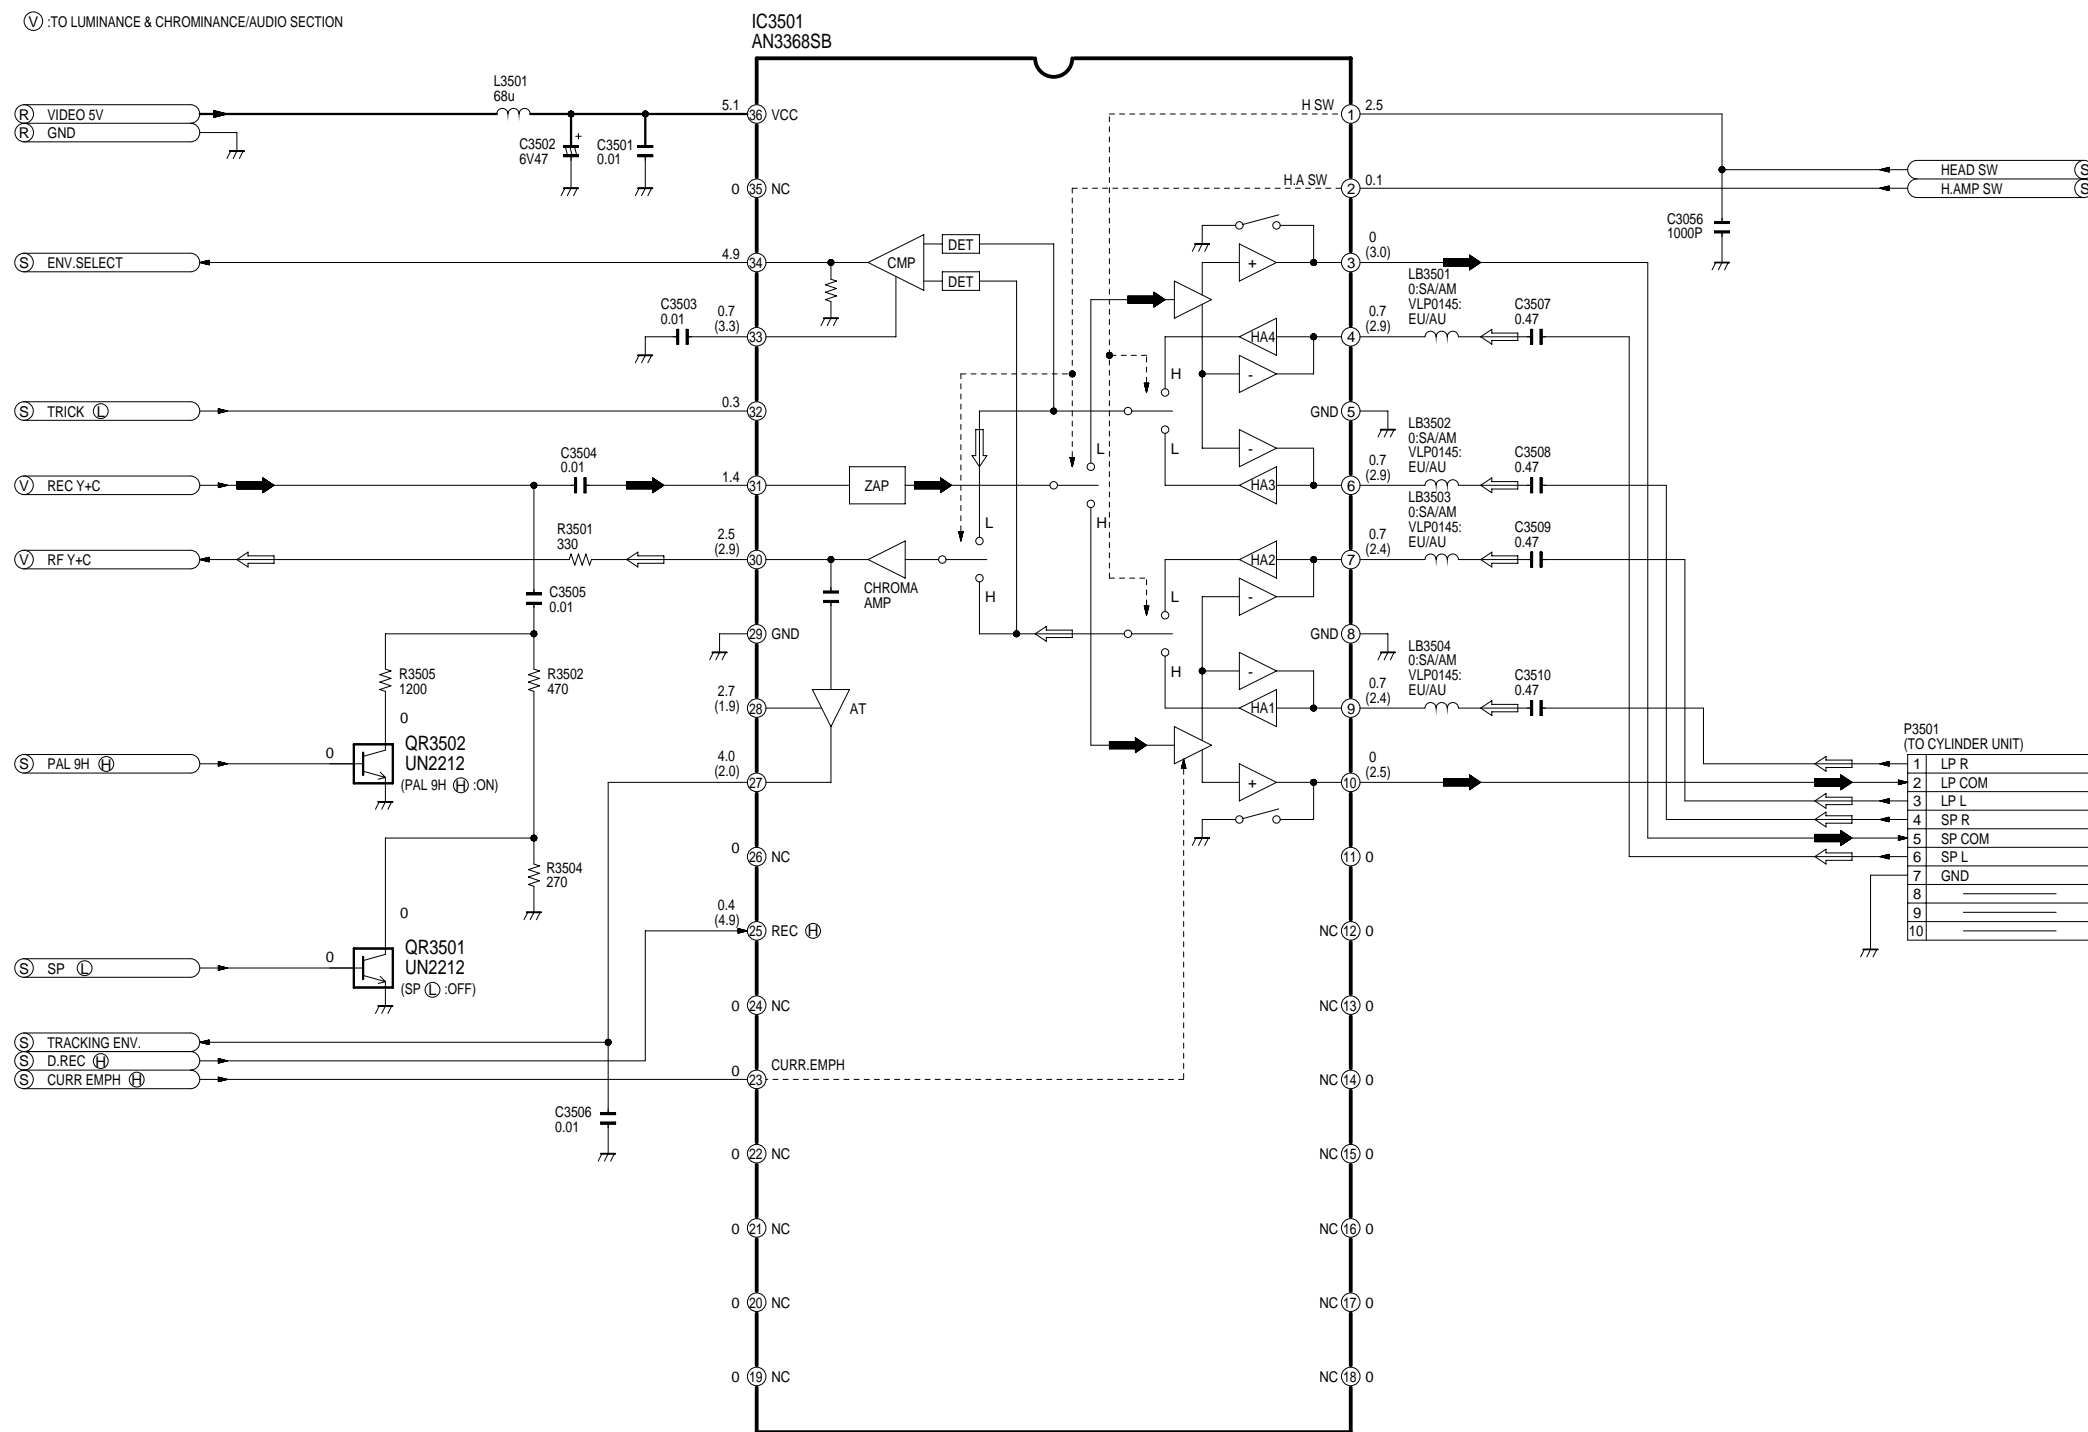 Ⓥ :TO LUMINANCE & CHROMINANCE/AUDIO SECTION
IC3501
AN3368SB
Ⓡ VIDEO 5V
Ⓡ GND
L3501
68u
C3502
6V47
+
C3501
0.01
5.1
36 VCC
0 35 NC
Ⓢ ENV.SELECT
4.9
34
C3503
0.01
0.7
(3.3)
33
Ⓢ TRICK Ⓛ
0.3
32
Ⓥ REC Y+C
C3504
0.01
1.4
31
Ⓥ RF Y+C
R3501
330
2.5
(2.9)
30
C3505
0.01
29 GND
R3505
1200
R3502
470
0
2.7
(1.9)
28
Ⓢ PAL 9H Ⓗ
0
QR3502
UN2212
(PAL 9H Ⓗ :ON)
4.0
(2.0)
27
0
26 NC
R3504
270
0
0.4
(4.9)
25 REC Ⓗ
Ⓢ SP Ⓛ
0
QR3501
UN2212
(SP Ⓛ :OFF)
0 24 NC
Ⓢ TRACKING ENV.
Ⓢ D.REC Ⓗ
Ⓢ CURR EMPH Ⓗ
0
23
CURR.EMPH
C3506
0.01
0 22 NC
0 21 NC
0 20 NC
0 19 NC
CMP
DET
DET
ZAP
CHROMA
AMP
AT
L
H
L
H
H
L
L
H
H SW
H.A SW
+
HA4
-
-
HA3
HA2
-
-
HA1
+
1 2.5
2 0.1
3
0
(3.0)
4
0.7
(2.9)
GND 5
6
0.7
(2.9)
7
0.7
(2.4)
GND 8
9
0.7
(2.4)
10
0
(2.5)
11 0
NC 12 0
NC 13 0
NC 14 0
NC 15 0
NC 16 0
NC 17 0
NC 18 0
LB3501
0:SA/AM
VLP0145:
EU/AU
C3507
0.47
LB3502
0:SA/AM
VLP0145:
EU/AU
C3508
0.47
LB3503
0:SA/AM
VLP0145:
EU/AU
C3509
0.47
LB3504
0:SA/AM
VLP0145:
EU/AU
C3510
0.47
HEAD SW Ⓢ
H.AMP SW Ⓢ
C3056
1000P
P3501
(TO CYLINDER UNIT)
1 LP R
2 LP COM
3 LP L
4 SP R
5 SP COM
6 SP L
7 GND
8
9
10